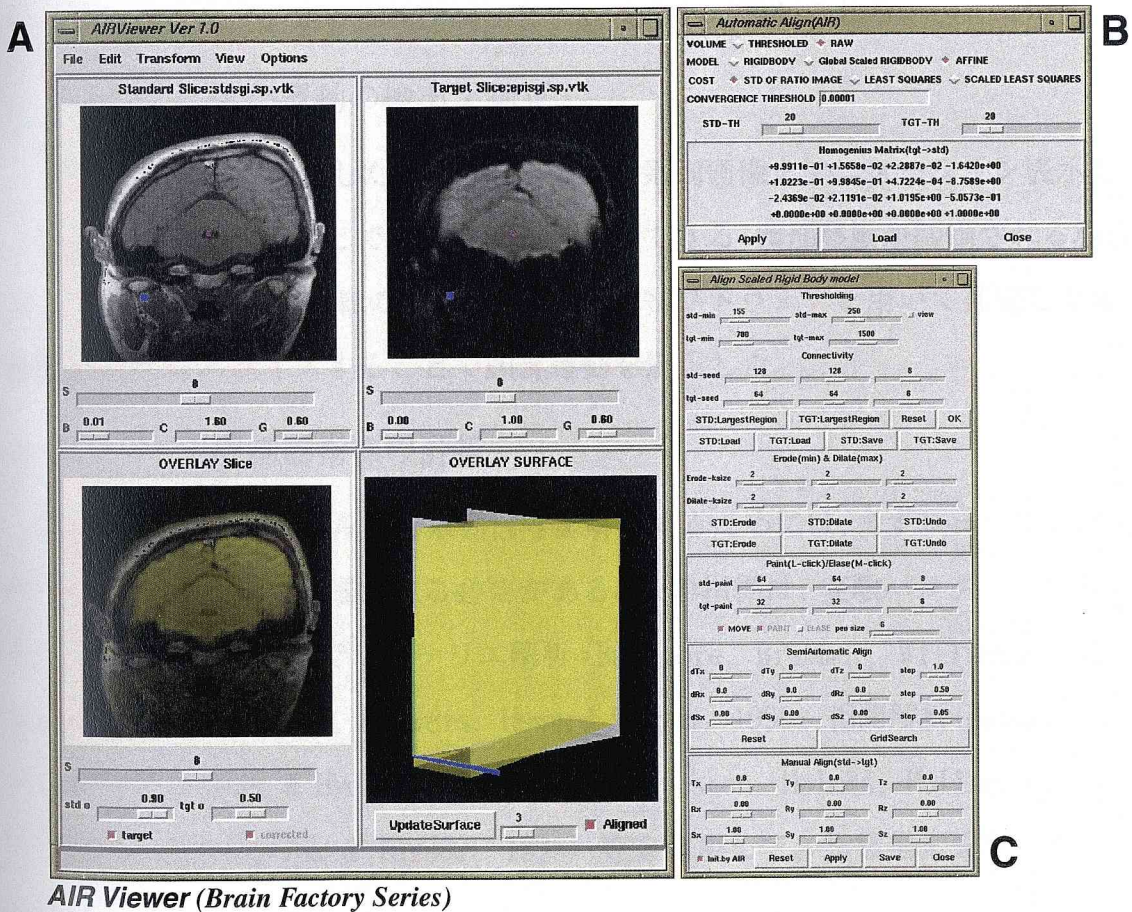 A
AIRViewer Ver 1.0
File Edit Transform View Options
Standard Slice:stdsgi.sp.vtk
Target Slice:episgi.sp.vtk
S 8
S 8
B 0.01 C 1.60 G 0.60
B 0.00 C 1.00 G 0.60
OVERLAY Slice
OVERLAY SURFACE
S 8
std α 0.90 tgt α 0.50
target corrected
UpdateSurface 3 Aligned
B
Automatic Align(AIR)
VOLUME THRESHOLED RAW
MODEL RIGIDBODY Global Scaled RIGIDBODY AFFINE
COST STD OF RATIO IMAGE LEAST SQUARES SCALED LEAST SQUARES
CONVERGENCE THRESHOLD 0.00001
STD-TH 20 TGT-TH 20
Homogenius Matrix(tgt->std)
+9.9911e-01 +1.5658e-02 +2.2887e-02 -1.6420e+00
+1.0223e-01 +9.9845e-01 +4.7224e-04 -8.7589e+00
-2.4369e-02 +2.1191e-02 +1.0195e+00 -5.0573e-01
+0.0000e+00 +0.0000e+00 +0.0000e+00 +1.0000e+00
Apply Load Close
Align Scaled Rigid Body model
Thresholding
std-min 155 std-max 250 view
tgt-min 700 tgt-max 1500
Connectivity
std-seed 128 128 8
tgt-seed 64 64 8
STD:LargestRegion TGT:LargestRegion Reset OK
STD:Load TGT:Load STD:Save TGT:Save
Erode(min) & Dilate(max)
Erode-ksize 2 2 2
Dilate-ksize 2 2 2
STD:Erode STD:Dilate STD:Undo
TGT:Erode TGT:Dilate TGT:Undo
Paint(L-click)/Elase(M-click)
std-paint 64 64 8
tgt-paint 32 32 8
MOVE PAINT ELASE pen size 6
SemiAutomatic Align
dTx 0 dTy 0 dTz 0 step 1.0
dRx 0.0 dRy 0.0 dRz 0.0 step 0.50
dSx 0.00 dSy 0.00 dSz 0.00 step 0.05
Reset GridSearch
Manual Align(std->tgt)
Tx 0.0 Ty 0.0 Tz 0.0
Rx 0.00 Ry 0.00 Rz 0.00
Sx 1.00 Sy 1.00 Sz 1.00
Init.by AIR Reset Apply Save Close
C
AIR Viewer (Brain Factory Series)